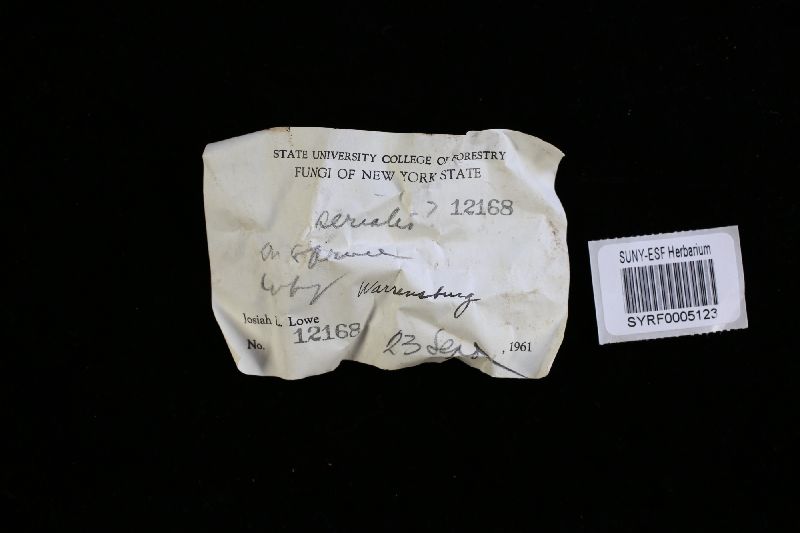 STATE UNIVERSITY COLLEGE OF FORESTRY
FUNGI OF NEW YORK STATE
serialis ? 12168
on spruce
Warrensburg
Josiah L. Lowe
No. 12168 23 Sept , 1961
SUNY-ESF Herbarium
SYRF0005123